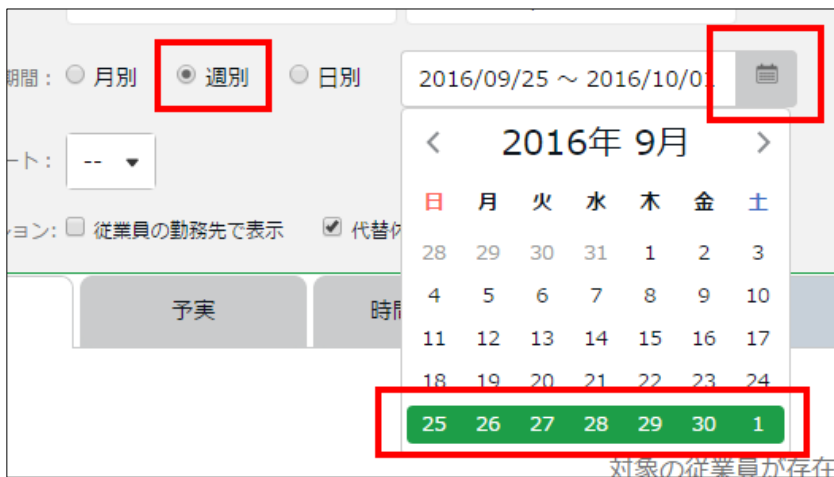 期間： 月別 週別 日別 2016/09/25 ～ 2016/10/01
ート： --
2016年 9月
日 月 火 水 木 金 土
ション: 従業員の勤務先で表示 代替休
28 29 30 31 1 2 3
4 5 6 7 8 9 10
予実 時間
11 12 13 14 15 16 17
18 19 20 21 22 23 24
25 26 27 28 29 30 1
対象の従業員が存在